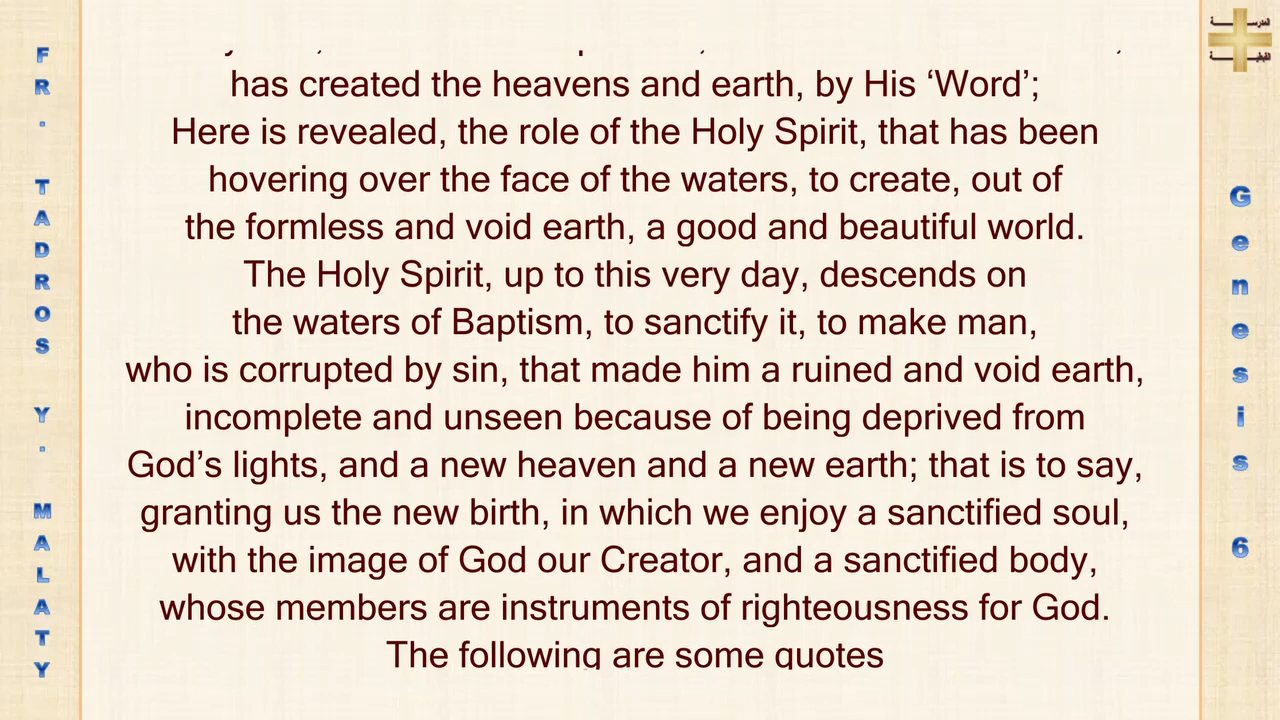 FR. TADROS Y. MALATY
has created the heavens and earth, by His ‘Word’;
Here is revealed, the role of the Holy Spirit, that has been
hovering over the face of the waters, to create, out of
the formless and void earth, a good and beautiful world.
The Holy Spirit, up to this very day, descends on
the waters of Baptism, to sanctify it, to make man,
who is corrupted by sin, that made him a ruined and void earth,
incomplete and unseen because of being deprived from
God’s lights, and a new heaven and a new earth; that is to say,
granting us the new birth, in which we enjoy a sanctified soul,
with the image of God our Creator, and a sanctified body,
whose members are instruments of righteousness for God.
The following are some quotes
المدرسة
القبطية
Genesis 6